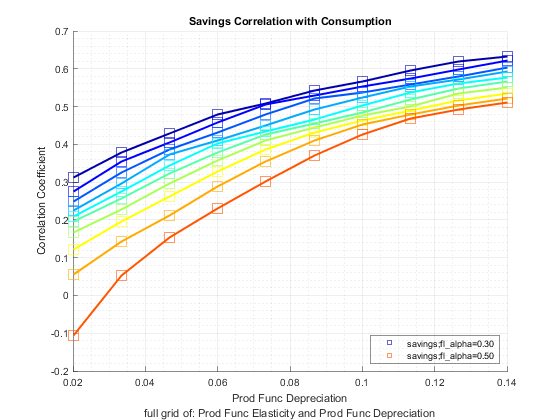 Savings Correlation with Consumption
0.7
0.6
0.5
0.4
0.3
0.2
0.1
0
-0.1
-0.2
Correlation Coefficient
savings;fl_alpha=0.30
savings;fl_alpha=0.50
0.02 0.04 0.06 0.08 0.1 0.12 0.14
Prod Func Depreciation
full grid of: Prod Func Elasticity and Prod Func Depreciation